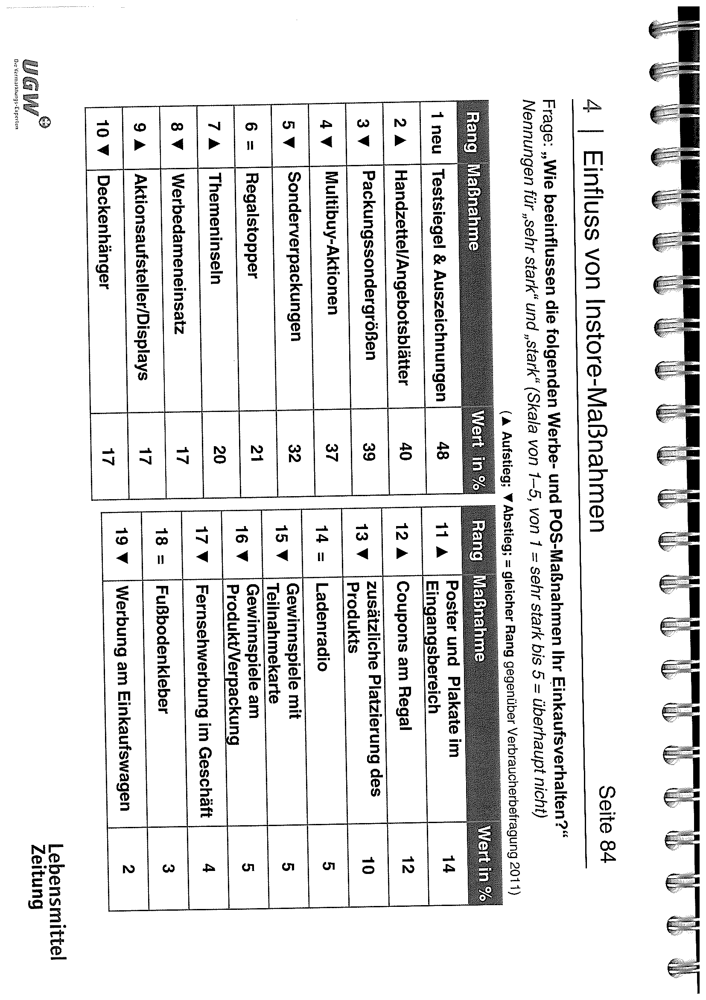 4 | Einfluss von Instore-Maßnahmen
Seite 84
Frage: „Wie beeinflussen die folgenden Werbe- und POS-Maßnahmen Ihr Einkaufsverhalten?“
Nennungen für „sehr stark“ und „stark“ (Skala von 1–5, von 1 = sehr stark bis 5 = überhaupt nicht)
(▲ Aufstieg; ▼ Abstieg; = gleicher Rang gegenüber Verbraucherbefragung 2011)
Rang Maßnahme Wert in %
1 neu Testsiegel & Auszeichnungen 48
2 ▲ Handzettel/Angebotsblätter 40
3 ▼ Packungssondergrößen 39
4 ▼ Multibuy-Aktionen 37
5 ▼ Sonderverpackungen 32
6 = Regalstopper 21
7 ▲ Themeninseln 20
8 ▼ Werbedameneinsatz 17
9 ▲ Aktionsaufsteller/Displays 17
10 ▼ Deckenhänger 17
Rang Maßnahme Wert in %
11 ▲ Poster und Plakate im
Eingangsbereich 14
12 ▲ Coupons am Regal 12
13 ▼ zusätzliche Platzierung des
Produkts 10
14 = Ladenradio 5
15 ▼ Gewinnspiele mit
Teilnahmekarte 5
16 ▼ Gewinnspiele am
Produkt/Verpackung 5
17 ▼ Fernsehwerbung im Geschäft 4
18 = Fußbodenkleber 3
19 ▼ Werbung am Einkaufswagen 2
UGW
Die Vermarktungs-Experten
Lebensmittel
Zeitung